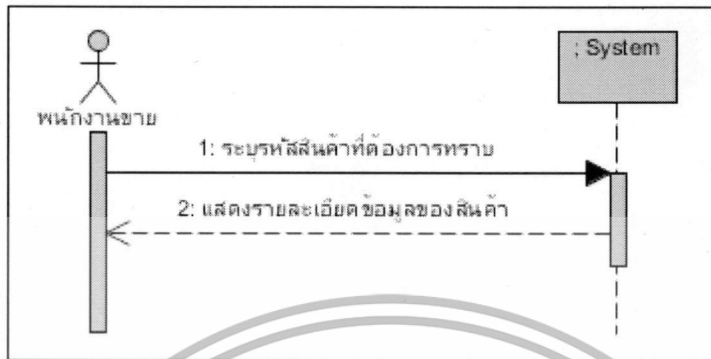 ; System
พนักงานขาย
1: ระบุรหัสสินค้าที่ต้องการทราบ
2: แสดงรายละเอียดข้อมูลของสินค้า